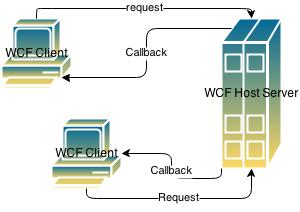 request
WCF Client
Callback
WCF Host Server
WCF Client
Callback
Request